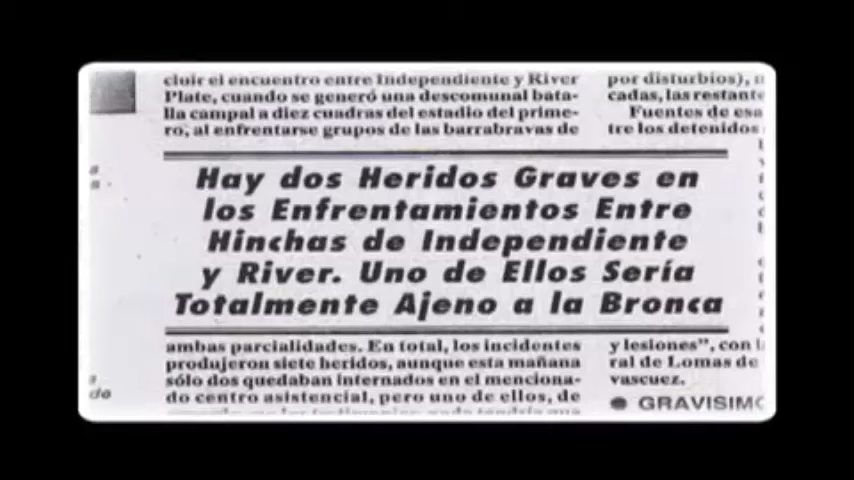 cluir el encuentro entre Independiente y River
Plate, cuando se generó una descomunal bata-
lla campal a diez cuadras del estadio del prime-
ro, al enfrentarse grupos de las barrabravas de
Hay dos Heridos Graves en
los Enfrentamientos Entre
Hinchas de Independiente
y River. Uno de Ellos Sería
Totalmente Ajeno a la Bronca
ambas parcialidades. En total, los incidentes
produjeron siete heridos, aunque esta mañana
sólo dos quedaban internados en el menciona-
do centro asistencial, pero uno de ellos, de
por disturbios),
cadas, las restant
Fuentes de esa
tre los detenidos
y lesiones", con
ral de Lomas de
vascuez.
● GRAVISIMO